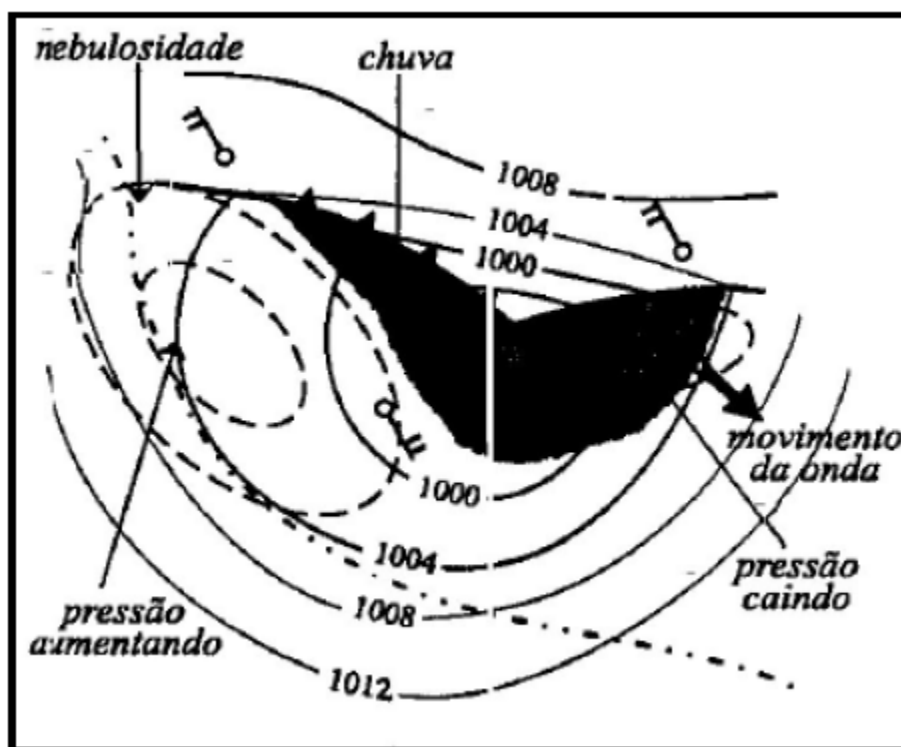 nebulosidade
chuva
1008
1004
1000
movimento
da onda
1000
1004
pressão
caindo
1008
pressão
aumentando
1012